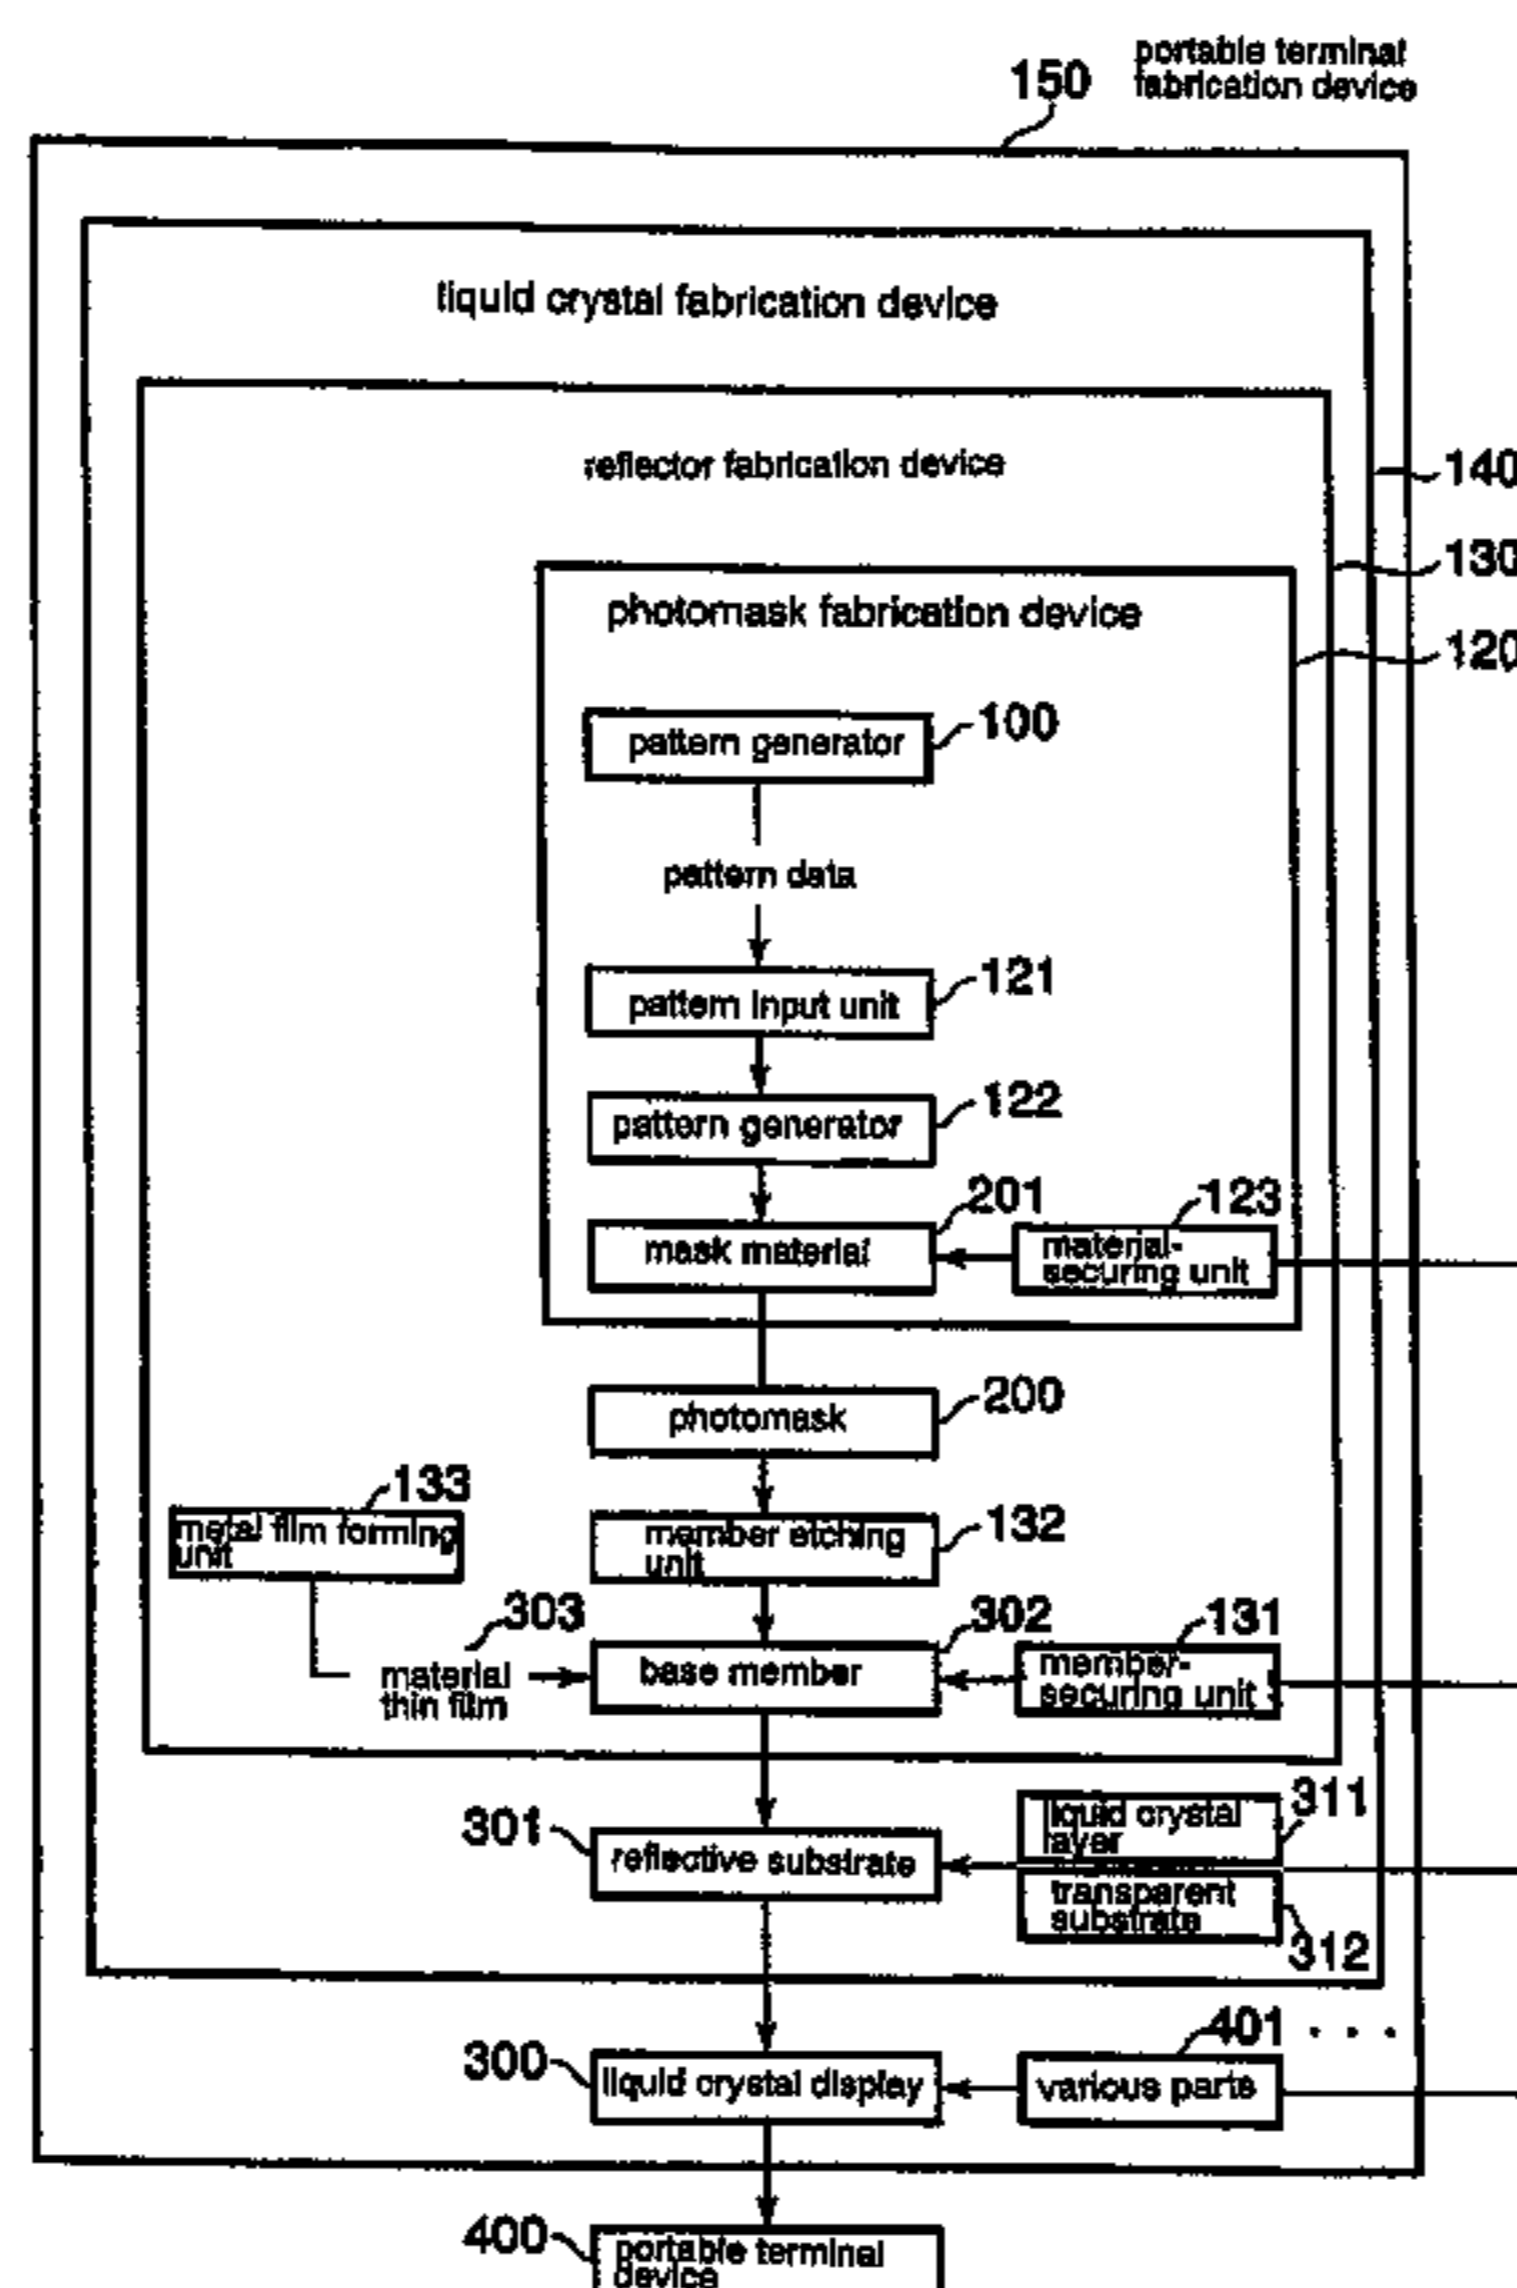 portable terminal
fabrication device
150
liquid crystal fabrication device
reflector fabrication device
140
130
photomask fabrication device
120
pattern generator
100
pattern data
121
pattern input unit
122
pattern generator
201
123
mask material
material-
securing unit
200
photomask
133
metal film forming
unit
132
member etching
unit
303
302
131
base member
member-
securing unit
material
thin film
311
liquid crystal
layer
301
reflective substrate
transparent
substrate
312
401 . . .
300
liquid crystal display
various parts
400
portable terminal
device